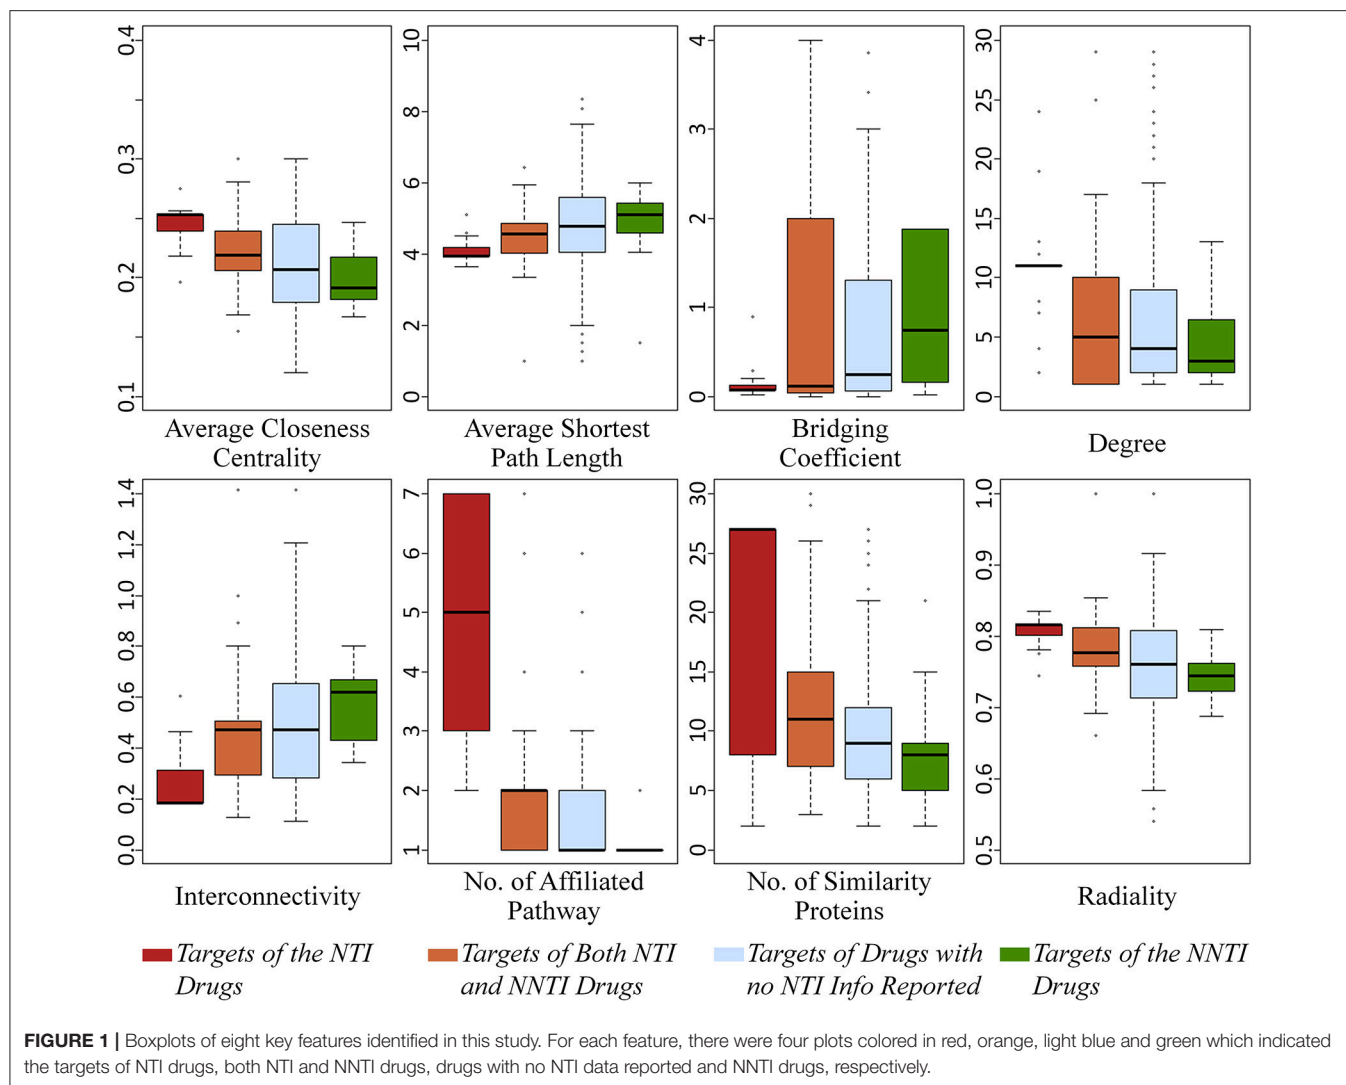 0.4
0.3
0.2
0.1
Average Closeness
Centrality
10
8
6
4
2
0
Average Shortest
Path Length
4
3
2
1
0
Bridging
Coefficient
30
25
20
15
10
5
0
Degree
1.4
1.2
1.0
0.8
0.6
0.4
0.2
0.0
Interconnectivity
7
6
5
4
3
2
1
No. of Affiliated
Pathway
30
25
20
15
10
5
0
No. of Similarity
Proteins
1.0
0.9
0.8
0.7
0.6
0.5
Radiality
Targets of the NTI
Drugs
Targets of Both NTI
and NNTI Drugs
Targets of Drugs with
no NTI Info Reported
Targets of the NNTI
Drugs
FIGURE 1 | Boxplots of eight key features identified in this study. For each feature, there were four plots colored in red, orange, light blue and green which indicated
the targets of NTI drugs, both NTI and NNTI drugs, drugs with no NTI data reported and NNTI drugs, respectively.